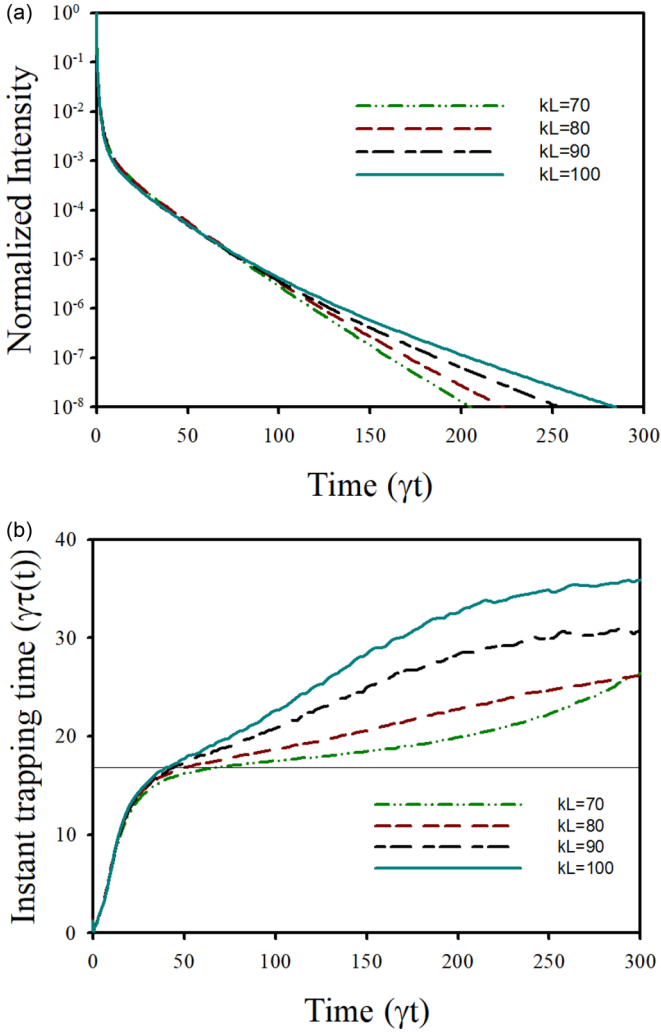 (a)
Normalized Intensity
10⁰
10⁻¹
10⁻²
10⁻³
10⁻⁴
10⁻⁵
10⁻⁶
10⁻⁷
10⁻⁸
kL=70
kL=80
kL=90
kL=100
0 50 100 150 200 250 300
Time (γt)
(b)
Instant trapping time (γτ(t))
40
30
20
10
0
kL=70
kL=80
kL=90
kL=100
0 50 100 150 200 250 300
Time (γt)